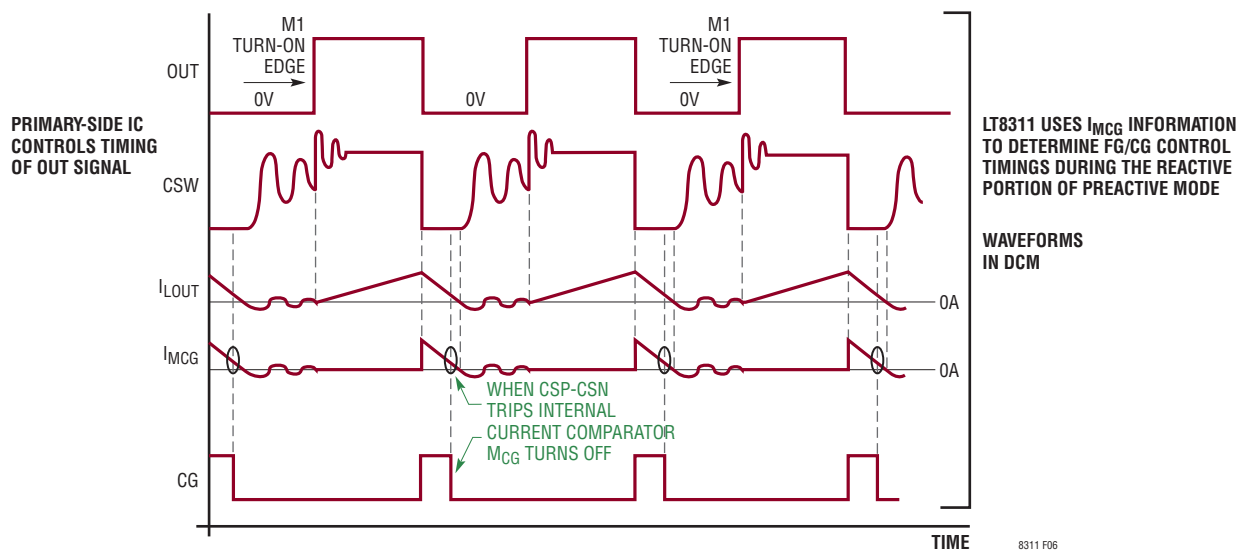 M1
TURN-ON
EDGE
M1
TURN-ON
EDGE
OUT
0V
0V
0V
PRIMARY-SIDE IC
CONTROLS TIMING
OF OUT SIGNAL
LT8311 USES IMCG INFORMATION
TO DETERMINE FG/CG CONTROL
TIMINGS DURING THE REACTIVE
PORTION OF PREACTIVE MODE
CSW
WAVEFORMS
IN DCM
ILOUT
0A
IMCG
0A
WHEN CSP-CSN
TRIPS INTERNAL
CURRENT COMPARATOR
MCG TURNS OFF
CG
TIME
8311 F06